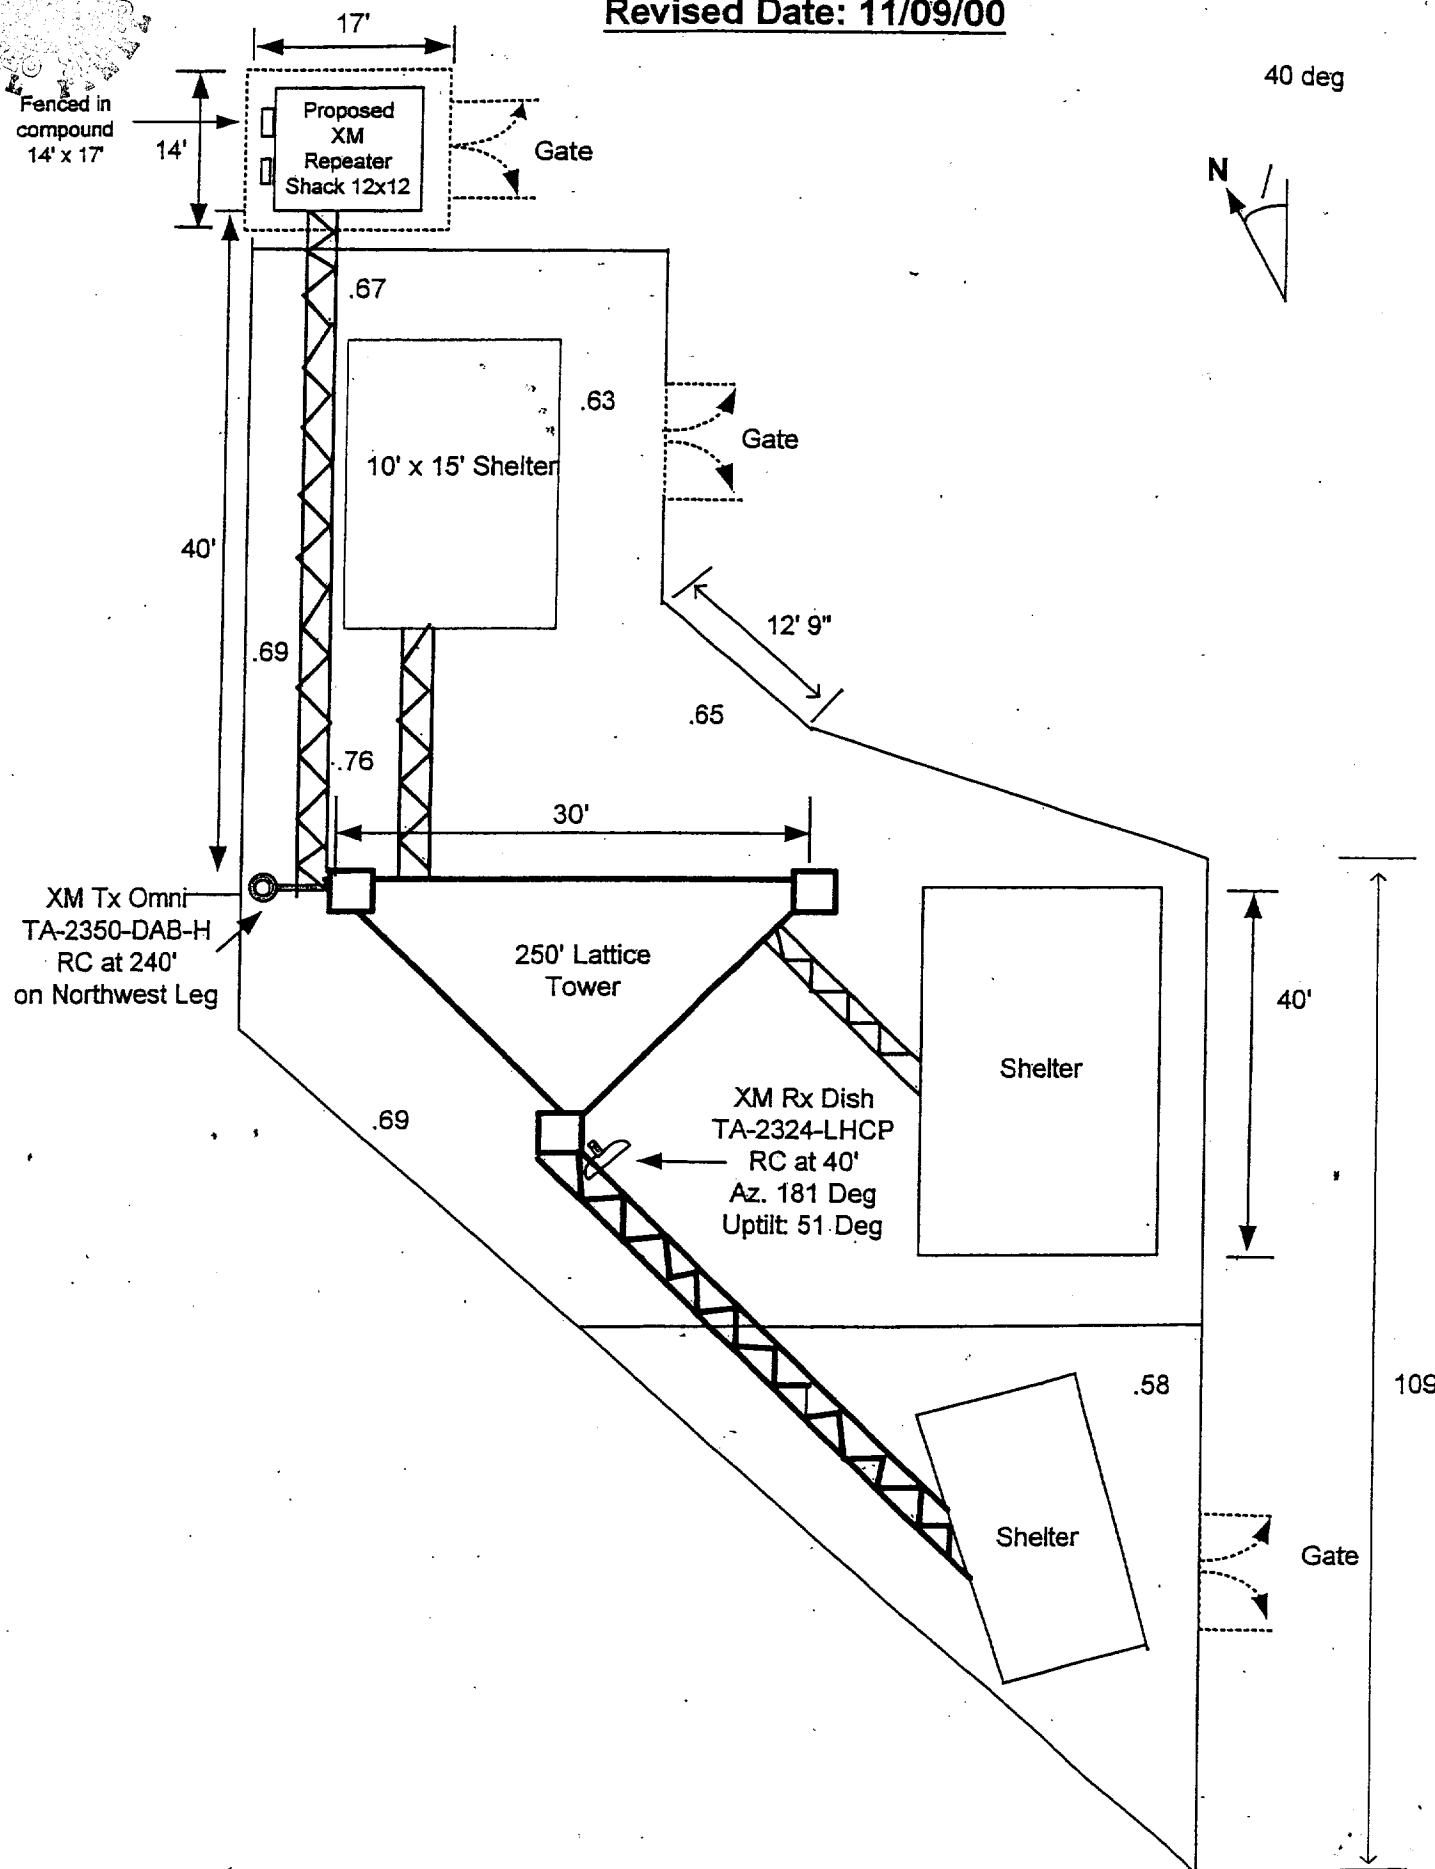 Revised Date: 11/09/00
17'
40 deg
Fenced in
compound
14' x 17'
14'
Proposed
XM
Repeater
Shack 12x12
Gate
N
.67
.63
Gate
10' x 15' Shelter
40'
12' 9"
.69
.65
.76
30'
XM Tx Omni
TA-2350-DAB-H
RC at 240'
on Northwest Leg
250' Lattice
Tower
40'
Shelter
.69
XM Rx Dish
TA-2324-LHCP
RC at 40'
Az. 181 Deg
Uptilt: 51 Deg
.58
109
Shelter
Gate